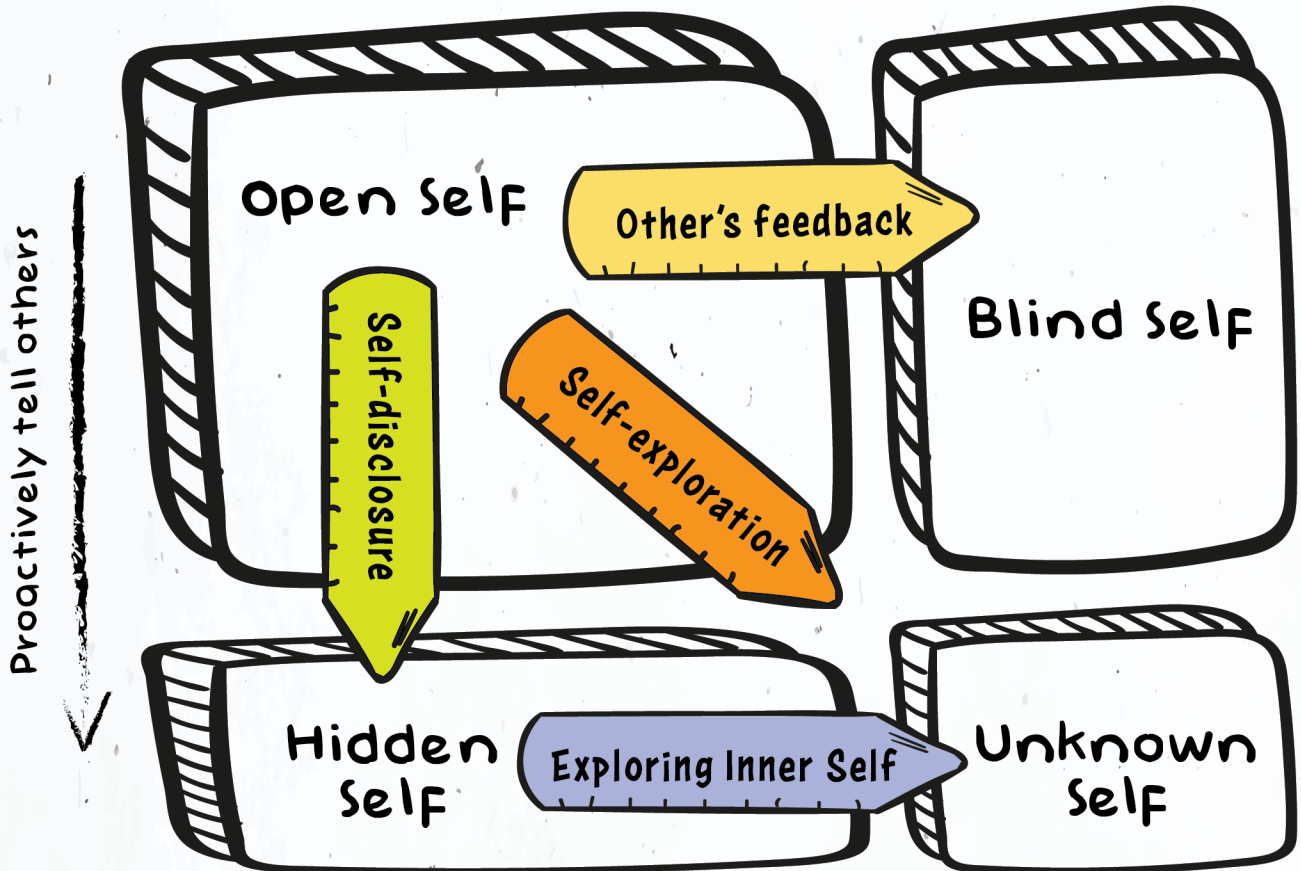 Open Self
Other's feedback
Blind Self
Self-disclosure
Self-exploration
Proactively tell others
Hidden
Self
Exploring Inner Self
Unknown
Self